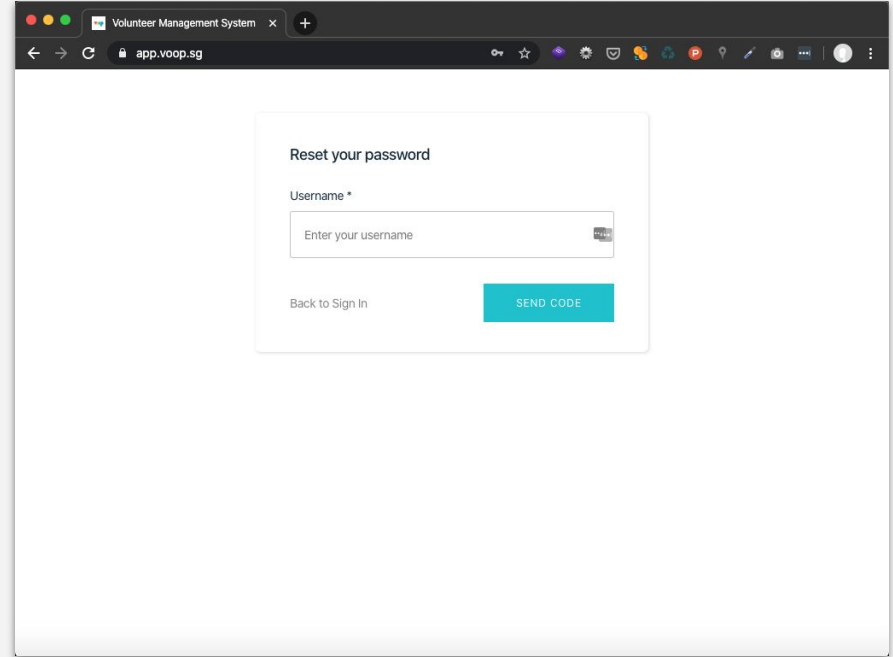 Volunteer Management System
app.voop.sg
Reset your password
Username *
Enter your username
Back to Sign In
SEND CODE